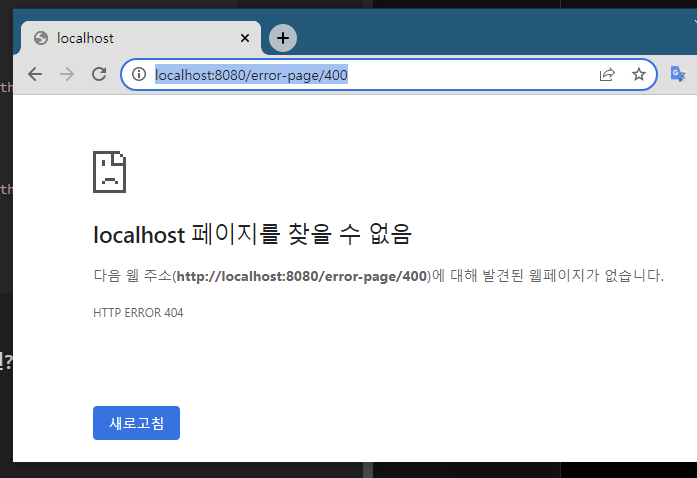 localhost
localhost:8080/error-page/400
th
th
localhost 페이지를 찾을 수 없음
다음 웹 주소(http://localhost:8080/error-page/400)에 대해 발견된 웹페이지가 없습니다.
HTTP ERROR 404
?
새로고침